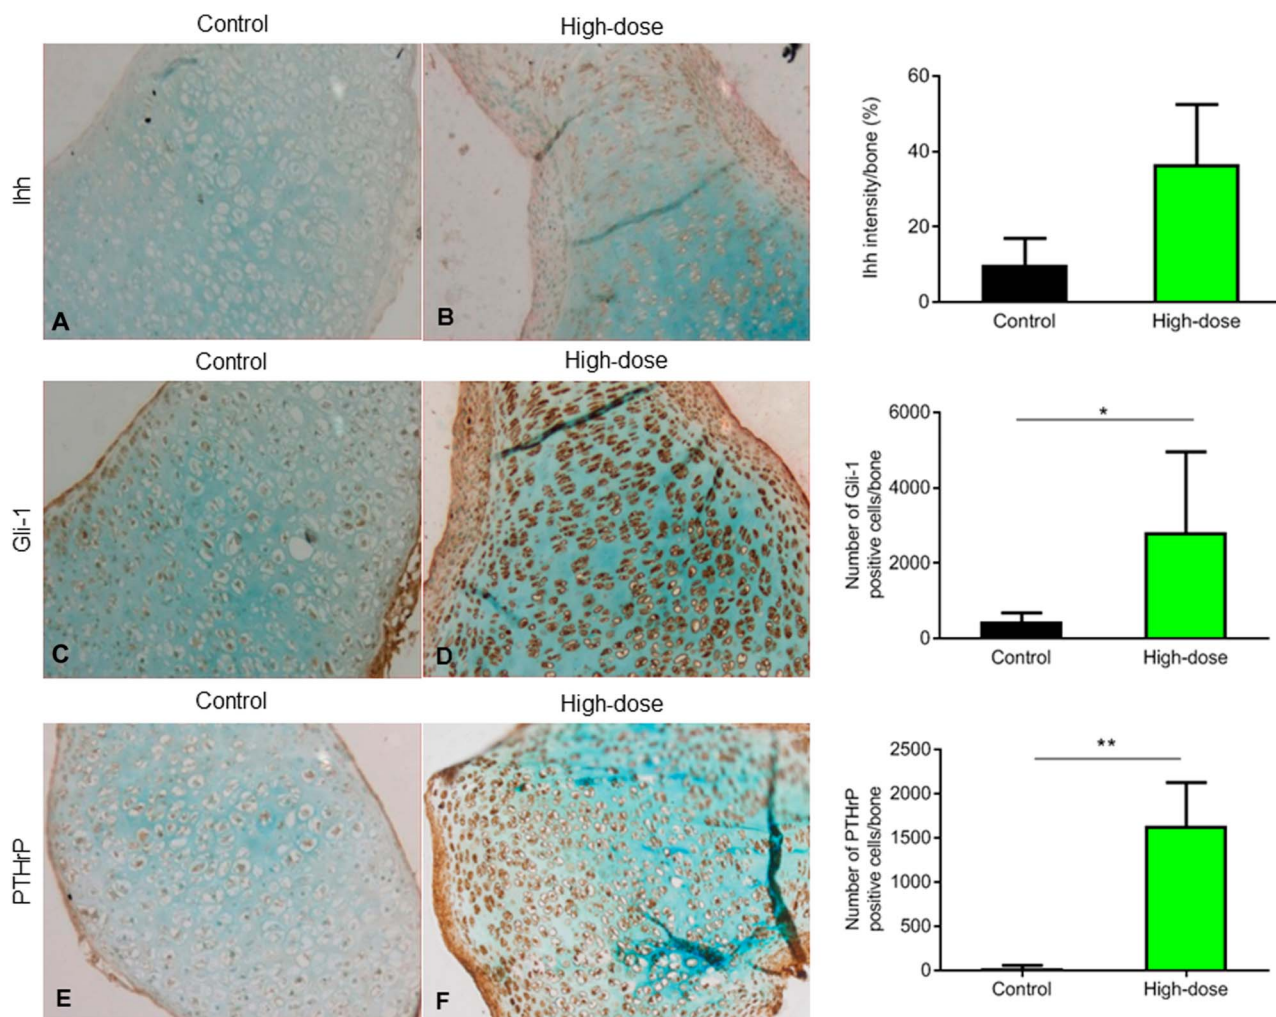 Control
High-dose
Ihh
A
B
Ihh intensity/bone (%)
60
40
20
0
Control
High-dose
Control
High-dose
Gli-1
C
D
Number of Gli-1
positive cells/bone
6000
4000
2000
0
*
Control
High-dose
Control
High-dose
PTHrP
E
F
Number of PTHrP
positive cells/bone
2500
2000
1500
1000
500
0
**
Control
High-dose